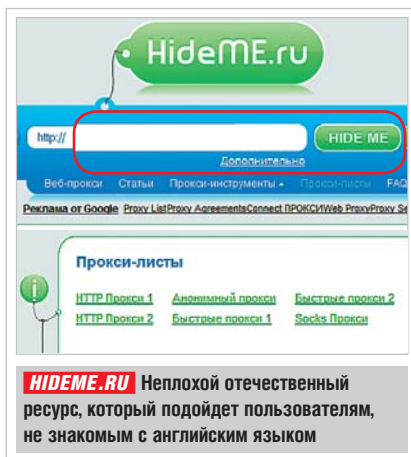 HideME.ru
http://
HIDE ME
Дополнительно
Веб-прокси Статьи Прокси-инструменты Прокси-листы FAQ
Реклама от Google Proxy List Proxy Agreements Connect ПРОКСИ Web Proxy Proxy Se
Прокси-листы
HTTP Прокси 1 Анонимный прокси Быстрые прокси 2
HTTP Прокси 2 Быстрые прокси 1 Socks Прокси
HIDEME.RU Неплохой отечественный
ресурс, который подойдет пользователям,
не знакомым с английским языком